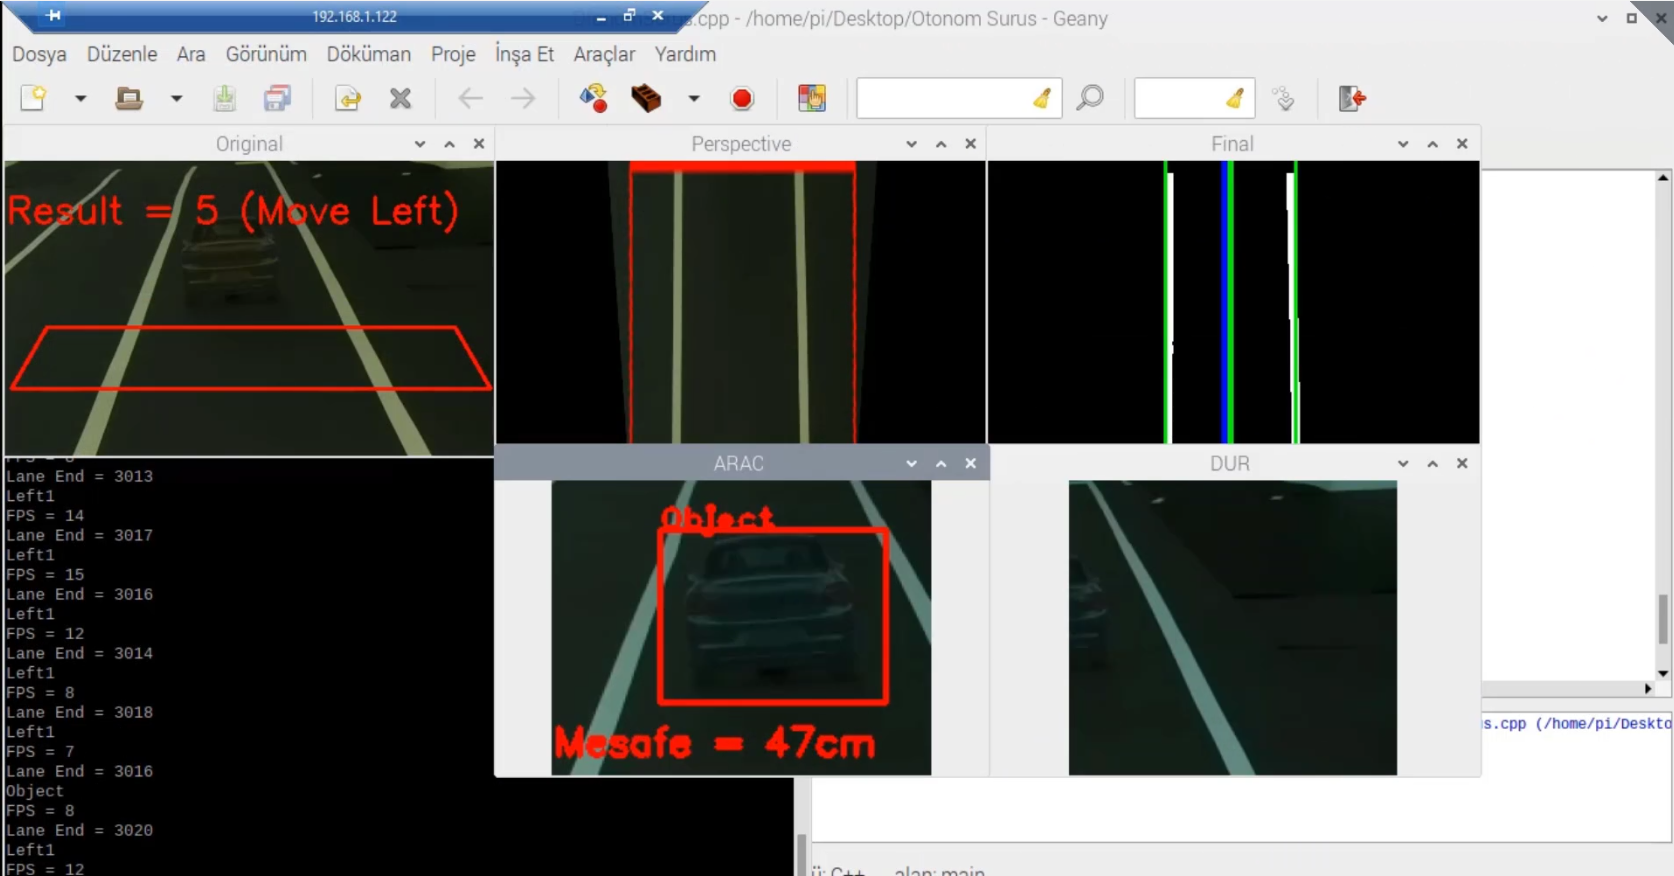 192.168.1.122
.cpp - /home/pi/Desktop/Otonom Surus - Geany
Dosya Düzenle Ara Görünüm Döküman Proje İnşa Et Araçlar Yardım
Original
Perspective
Final
Result = 5 (Move Left)
ARAC
DUR
Object
Mesafe = 47cm
Lane End = 3013
Left1
FPS = 14
Lane End = 3017
Left1
FPS = 15
Lane End = 3016
Left1
FPS = 12
Lane End = 3014
Left1
FPS = 8
Lane End = 3018
Left1
FPS = 7
Lane End = 3016
Object
FPS = 8
Lane End = 3020
Left1
FPS = 12
s.cpp (/home/pi/Deskto
C++ alan: main